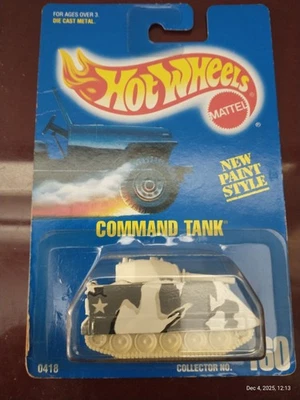 FOR AGES OVER 3.
DIE CAST METAL.
Hot Wheels
MATTEL
NEW
PAINT
STYLE
COMMAND TANK
0418
COLLECTOR NO.
160
Dec 4, 2025, 12:13